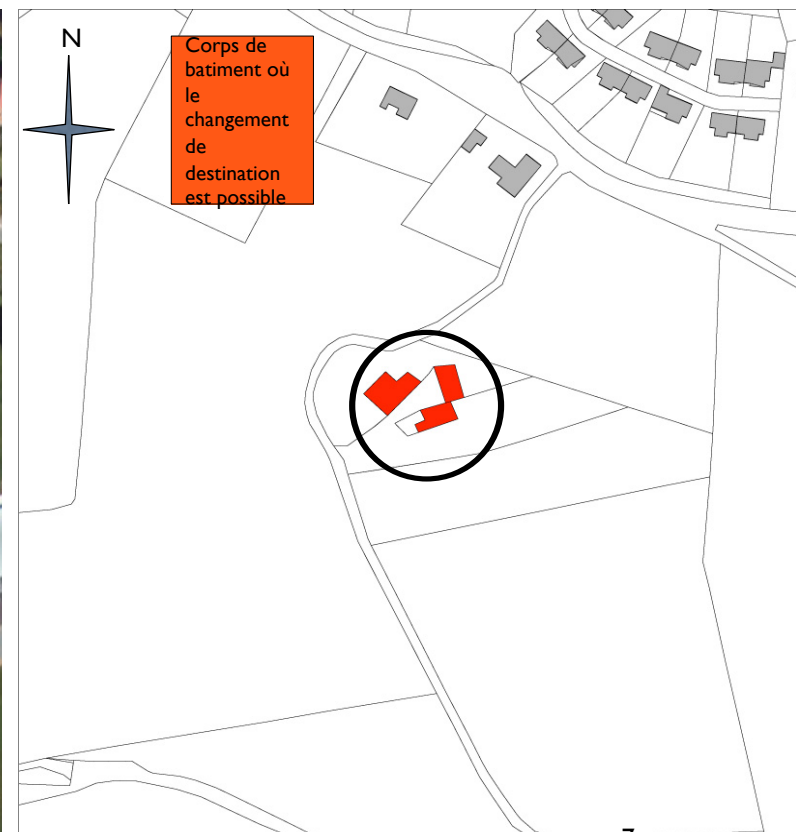 N
Corps de
batiment où
le
changement
de
destination
est possible